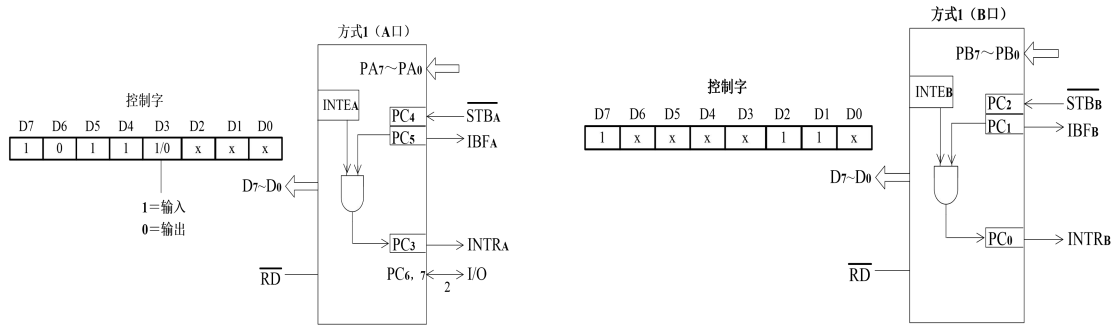 方式1（A口）
PA7～PA0
INTEA
控制字
D7 D6 D5 D4 D3 D2 D1 D0
1 0 1 1 1/0 x x x
PC4
STBA
PC5
IBFA
D7~D0
1＝输入
0＝输出
PC3
INTRA
RD
PC6，7
2
I/O
方式1（B口）
PB7～PB0
INTEB
控制字
D7 D6 D5 D4 D3 D2 D1 D0
1 x x x x 1 1 x
PC2
STBB
PC1
IBFB
D7~D0
PC0
INTRB
RD